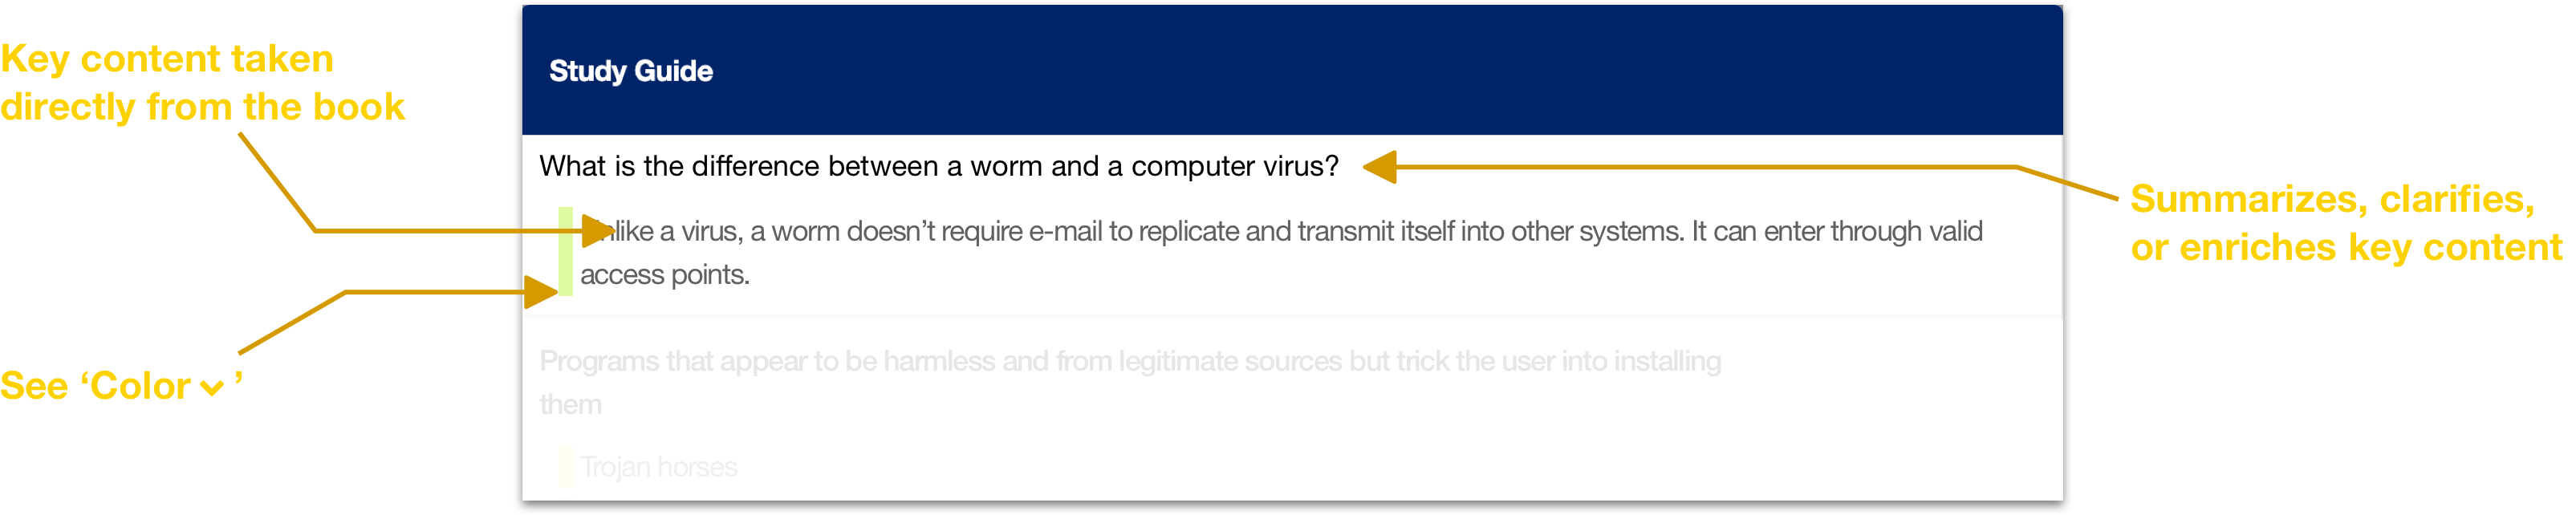 Key content taken
directly from the book
See ‘Color ’
Study Guide
What is the difference between a worm and a computer virus?
nlike a virus, a worm doesn’t require e-mail to replicate and transmit itself into other systems. It can enter through valid
access points.
Programs that appear to be harmless and from legitimate sources but trick the user into installing
them
Trojan horses
Summarizes, clarifies,
or enriches key content